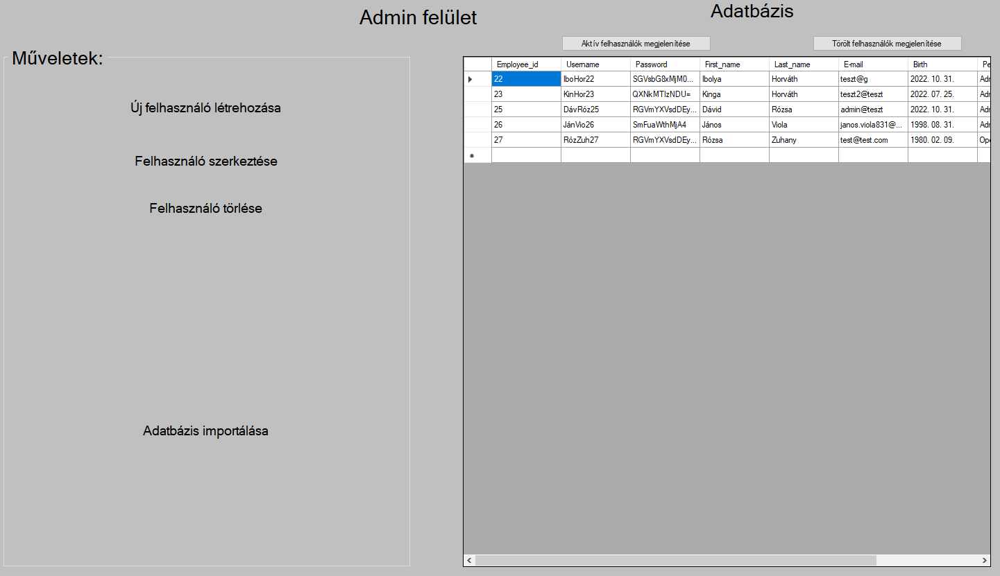 Admin felület
Adatbázis
Aktív felhasználók megjelenítése
Törölt felhasználók megjelenítése
Műveletek:
Új felhasználó létrehozása
Felhasználó szerkeztése
Felhasználó törlése
Adatbázis importálása
Employee_id Username Password First_name Last_name E-mail Birth Pe
22 IboHor22 SGVsbG8xMjM0... Ibolya Horváth teszt@g 2022. 10. 31. Adr
23 KinHor23 QXNkMTIzNDU= Kinga Horváth teszt2@teszt 2022. 07. 25. Adr
25 DávRóz25 RGVmYXVsdDEy... Dávid Rózsa admin@teszt 2022. 10. 31. Adr
26 JánVio26 SmFuaWthMjA4 János Viola janos.viola831@... 1998. 08. 31. Adr
27 RózZuh27 RGVmYXVsdDEy... Rózsa Zuhany test@test.com 1980. 02. 09. Ope